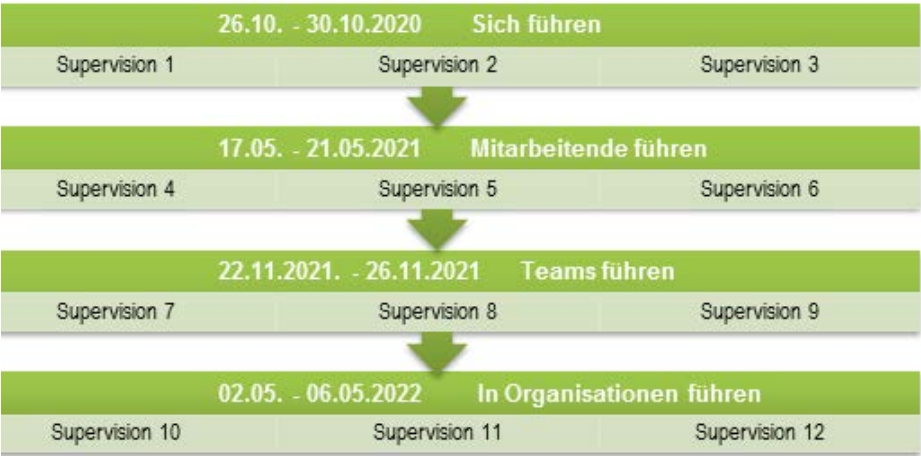 26.10. - 30.10.2020 Sich führen
Supervision 1 Supervision 2 Supervision 3
17.05. - 21.05.2021 Mitarbeitende führen
Supervision 4 Supervision 5 Supervision 6
22.11.2021. - 26.11.2021 Teams führen
Supervision 7 Supervision 8 Supervision 9
02.05. - 06.05.2022 In Organisationen führen
Supervision 10 Supervision 11 Supervision 12